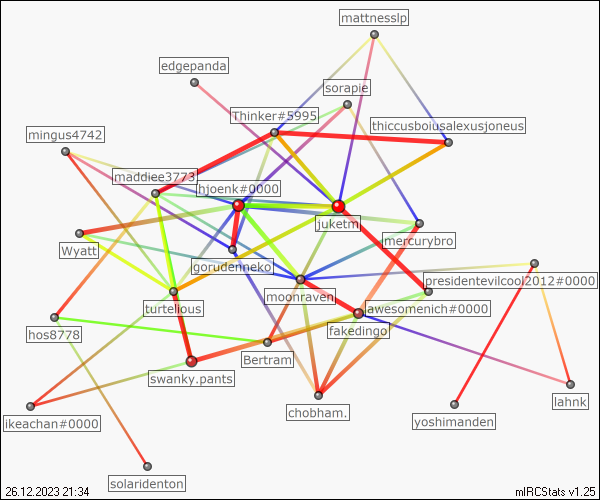 mattnesslp
edgepanda
sorapie
Thinker#5995
thiccusboiusalexusjoneus
mingus4742
maddiee3773
hjoenk#0000
juketm
mercurybro
Wyatt
gorudenneko
presidentevilcool2012#0000
moonraven
turtelious
awesomenich#0000
fakedingo
hos8778
Bertram
swanky.pants
lahnk
chobham.
yoshimanden
ikeachan#0000
solaridenton
26.12.2023 21:34
mIRCStats v1.25